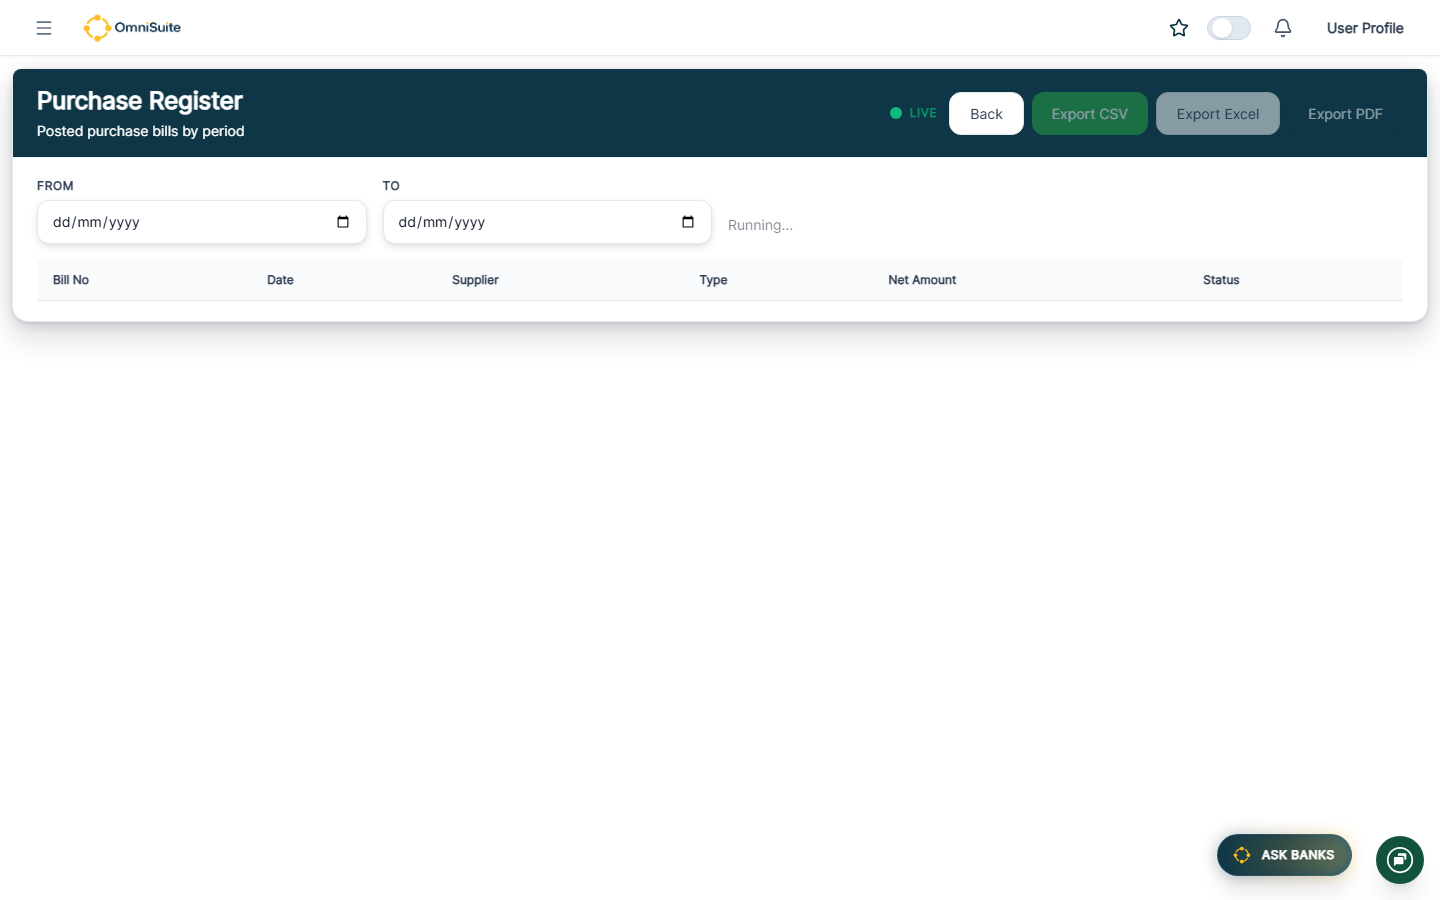 OmniSuite
User Profile
Purchase Register
Posted purchase bills by period
LIVE
Back
Export CSV
Export Excel
Export PDF
FROM
TO
dd/mm/yyyy
dd/mm/yyyy
Running...
Bill No
Date
Supplier
Type
Net Amount
Status
ASK BANKS